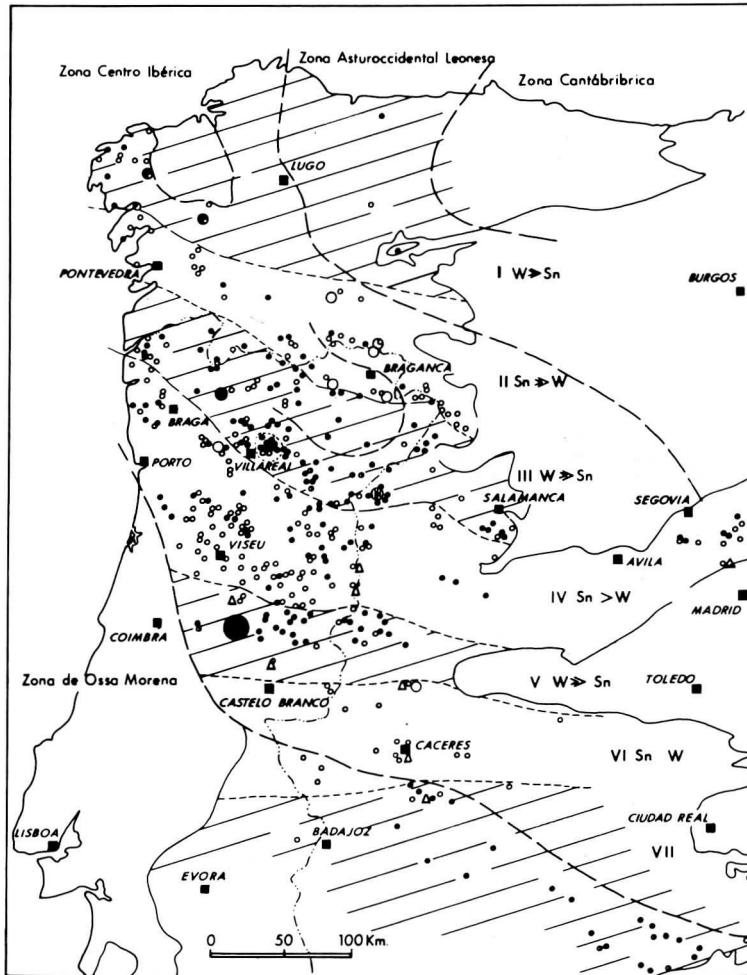 Zona Asturoccidental Leonesa
Zona Centro Ibérica
Zona Cantábribrica
LUGO
PONTEVEDRA
I W≫Sn
BURGOS
BRAGANCA
II Sn≫W
BRAGA
VILLAREAL
PORTO
III W≫Sn
SALAMANCA
SEGOVIA
VISEU
AVILA
IV Sn>W
MADRID
COIMBRA
Zona de Ossa Morena
V W≫Sn
TOLEDO
CASTELO BRANCO
CACERES
VI Sn W
CIUDAD REAL
LISBOA
BADAJOZ
VII
EVORA
0 50 100 Km.